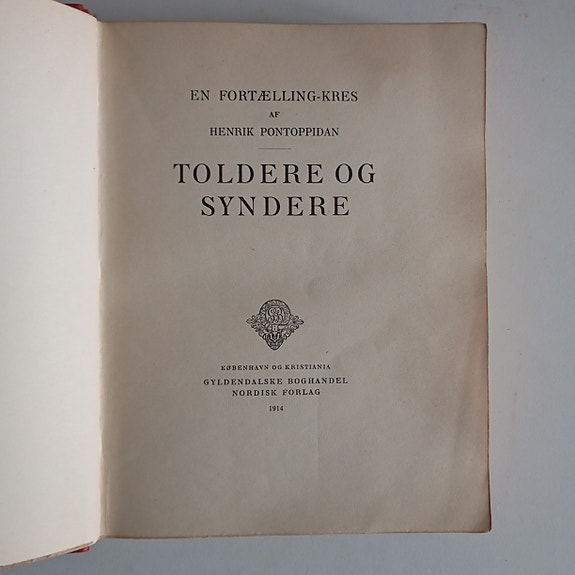 EN FORTÆLLING-KRES
AF
HENRIK PONTOPPIDAN
TOLDERE OG
SYNDERE
KØBENHAVN OG KRISTIANIA
GYLDENDALSKE BOGHANDEL
NORDISK FORLAG
1914